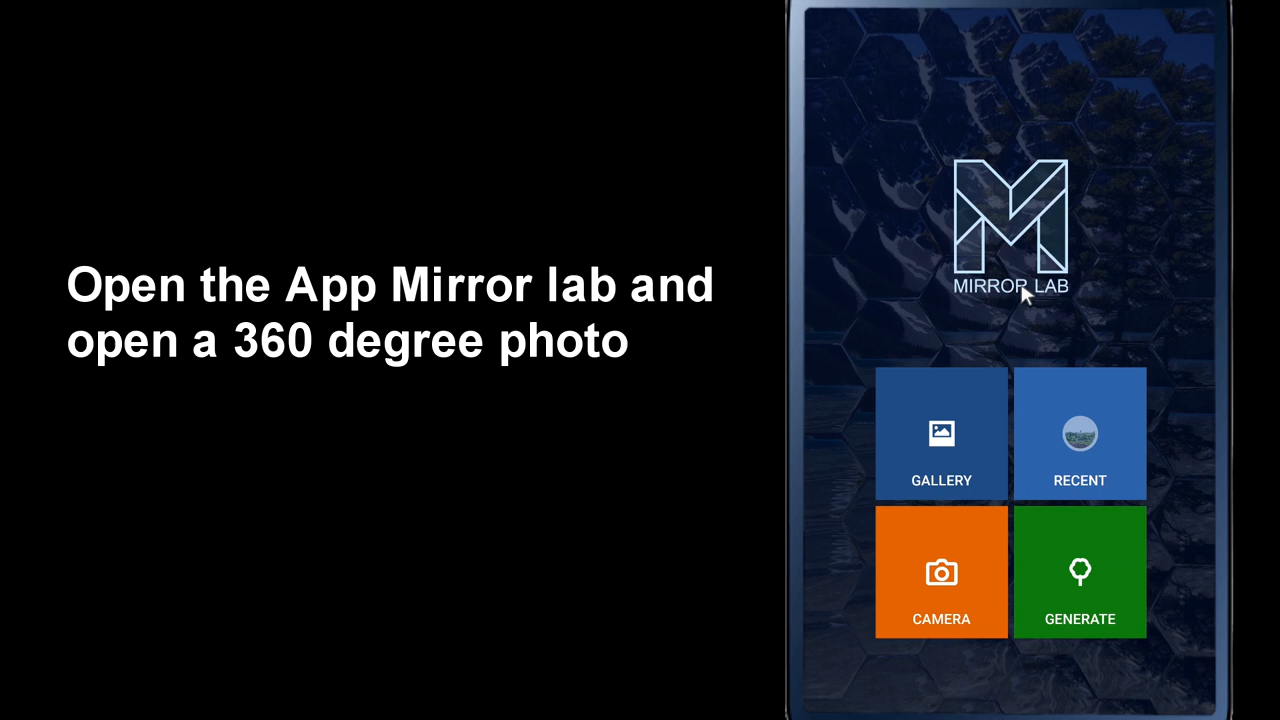 Open the App Mirror lab and
open a 360 degree photo
MIRROR LAB
GALLERY
RECENT
CAMERA
GENERATE